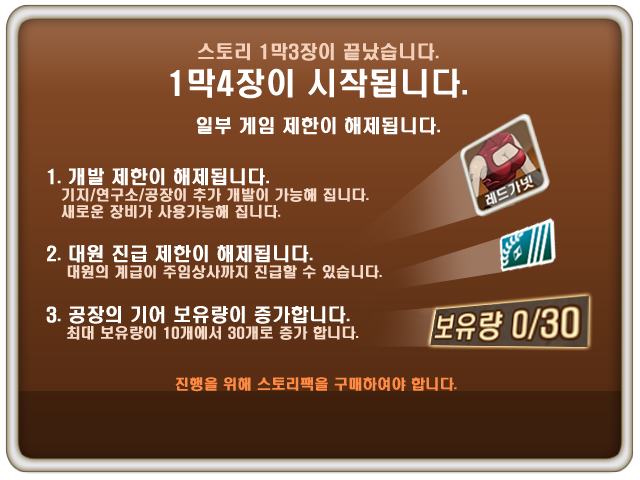 스토리 1막3장이 끝났습니다.
1막4장이 시작됩니다.
일부 게임 제한이 해제됩니다.
1. 개발 제한이 해제됩니다.
기지/연구소/공장이 추가 개발이 가능해 집니다.
새로운 장비가 사용가능해 집니다.
레드가넷
2. 대원 진급 제한이 해제됩니다.
대원의 계급이 주임상사까지 진급할 수 있습니다.
3. 공장의 기어 보유량이 증가합니다.
최대 보유량이 10개에서 30개로 증가 합니다.
보유량 0/30
진행을 위해 스토리팩을 구매하여야 합니다.